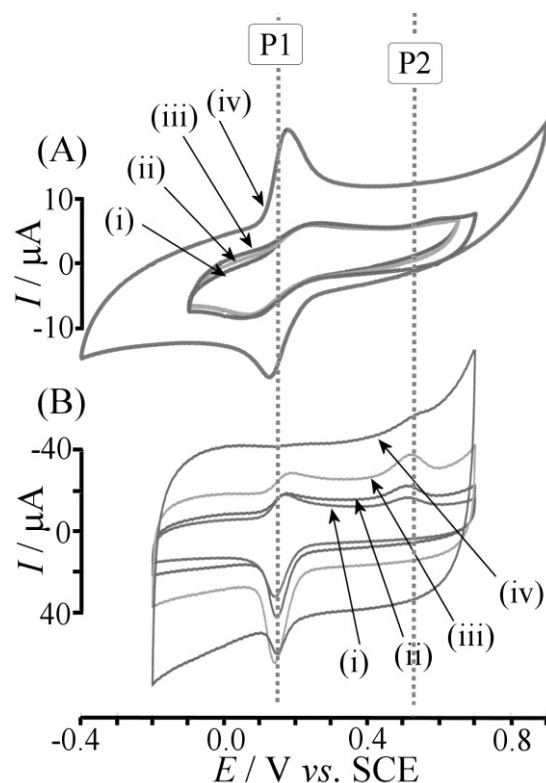 P1
P2
(iv)
(A)
(iii)
(ii)
(i)
10
0
-10
I / μA
(B)
-40
-0
40
I / μA
(iv)
(iii)
(ii)
(i)
-0.4
0.0
0.4
0.8
E / V vs. SCE